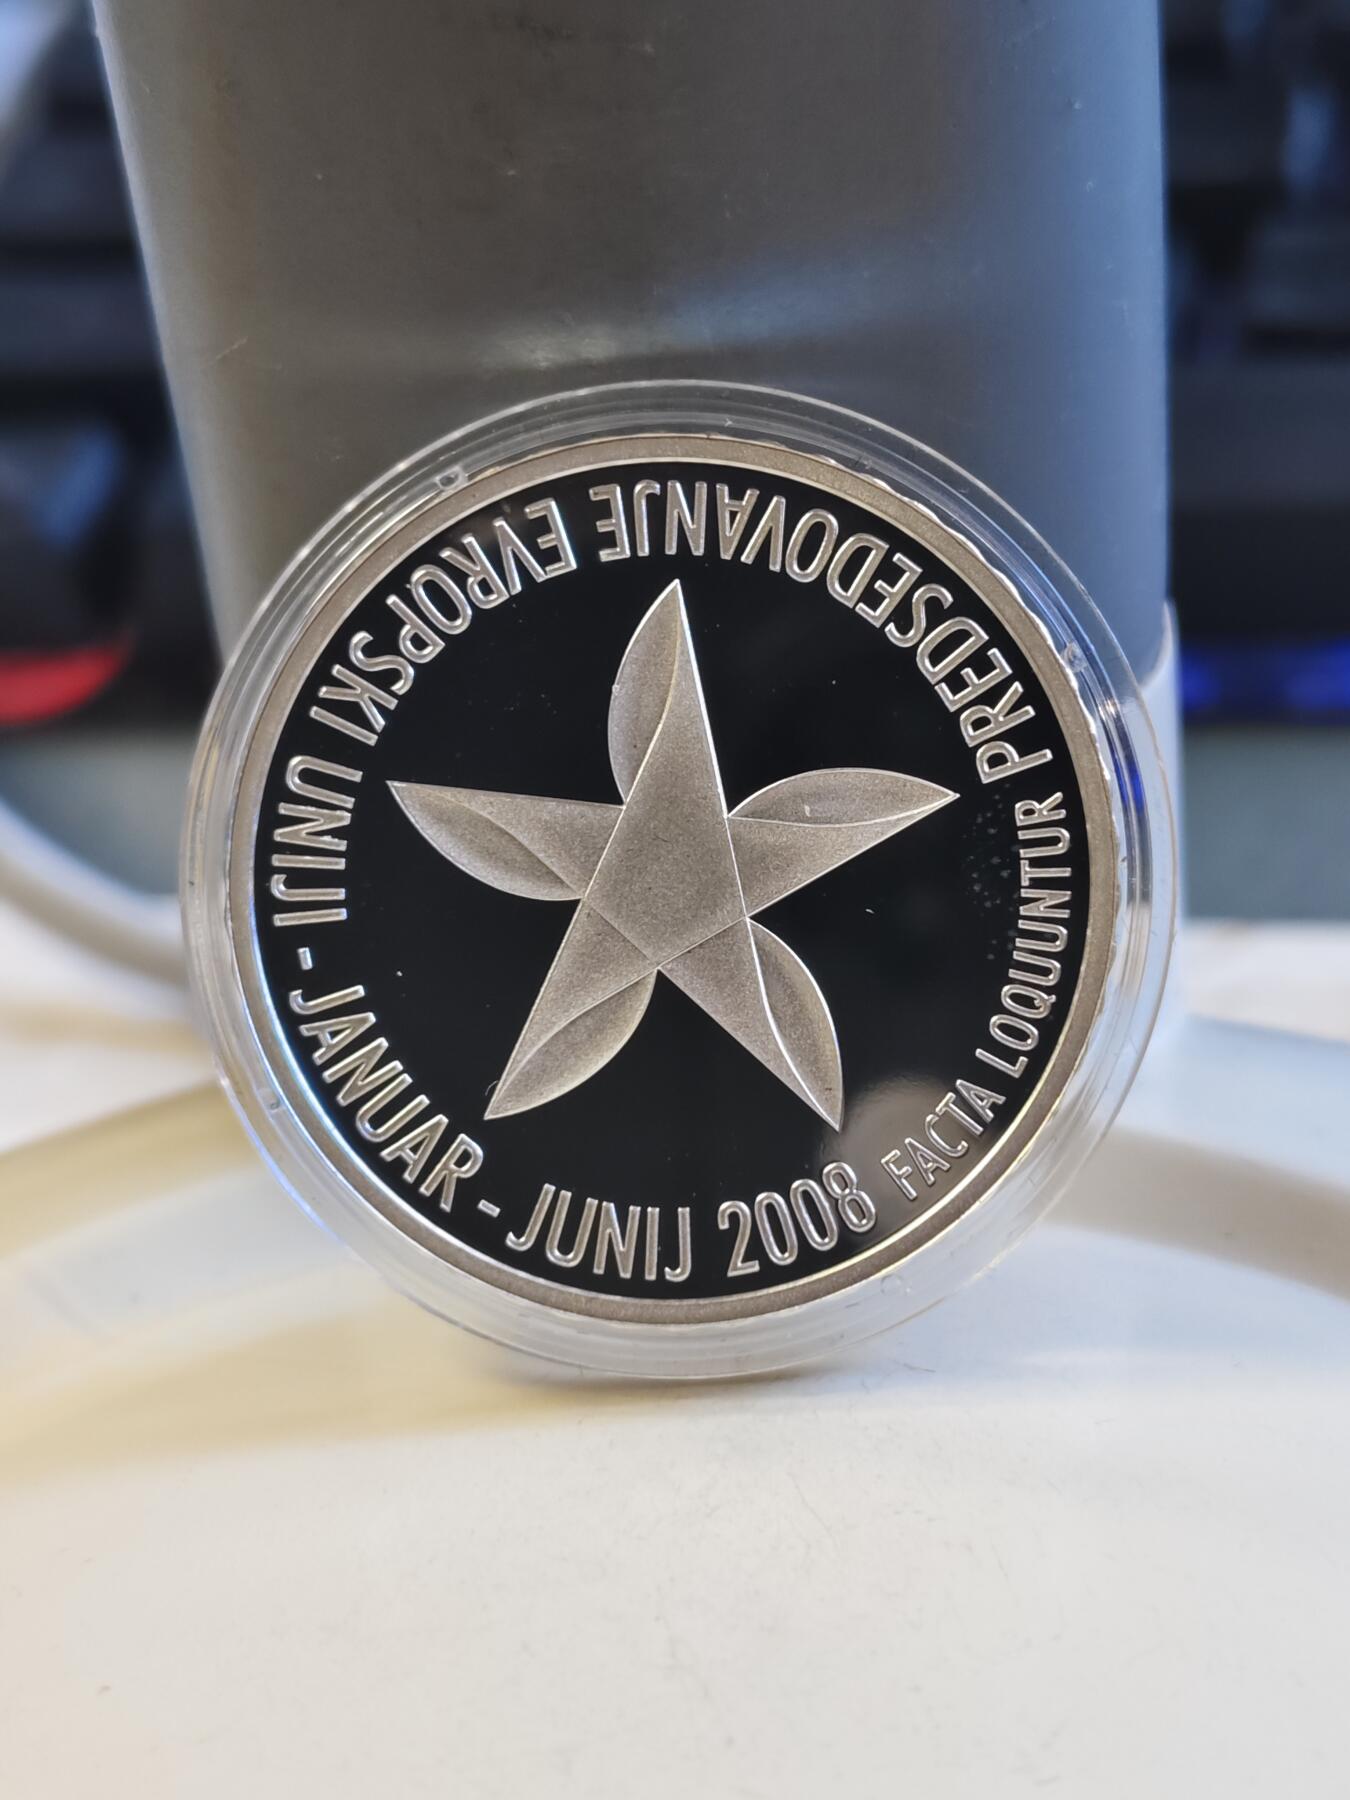 PREDSEDOVANJE EVROPSKI UNIJI - JANUAR - JUNIJ 2008
FACTA LOQUUNTUR